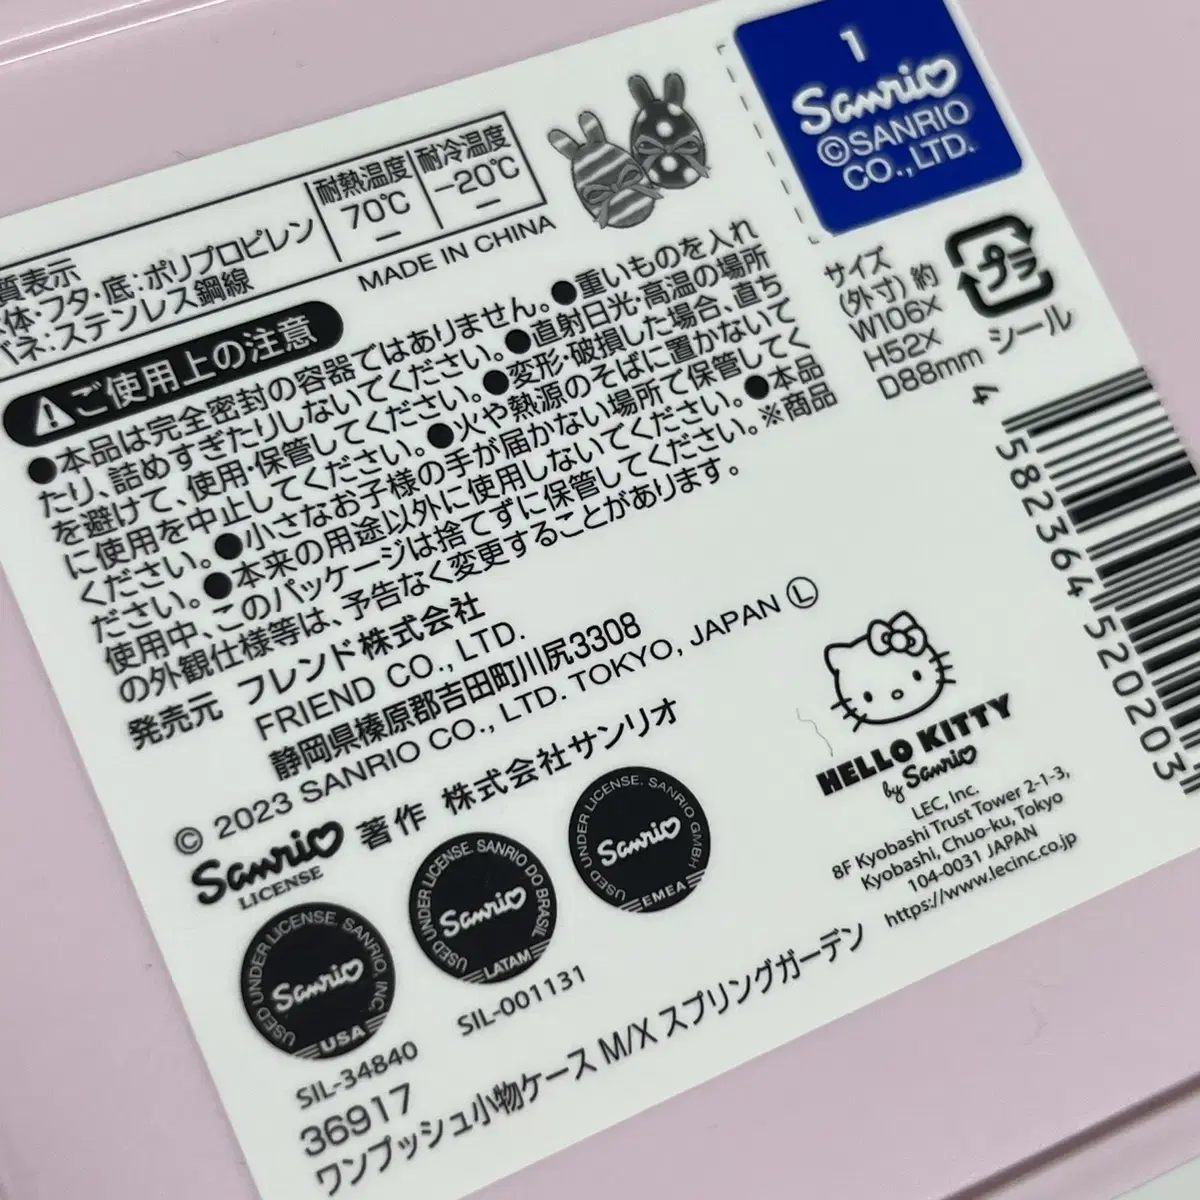 1
Sanrio
©SANRIO
CO.,LTD.
質表示
体・フタ・底:ポリプロピレン
バネ:ステンレス鋼線
耐熱温度
70℃
耐冷温度
−20℃
MADE IN CHINA
ご使用上の注意
●本品は完全密封の容器ではありません。●重いものを入れ
たり、詰めすぎたりしないでください。●直射日光・高温の場所
を避けて、使用・保管してください。●変形・破損した場合、直ち
に使用を中止してください。●火や熱源のそばに置かないで
ください。●小さなお子様の手が届かない場所で保管してく
ださい。●本来の用途以外に使用しないでください。●本品
使用中、このパッケージは捨てずに保管してください。※商品
の外観仕様等は、予告なく変更することがあります。
サイズ
(外寸)約
W106×
H52×
D88mm
プラ
シール
4 582364 520203
発売元 フレンド株式会社
FRIEND CO., LTD.
静岡県榛原郡吉田町川尻3308
© 2023 SANRIO CO., LTD. TOKYO, JAPAN Ⓛ
Sanrio
LICENSE
著作 株式会社サンリオ
HELLO KITTY
by Sanrio
LEC, Inc.
8F Kyobashi Trust Tower 2-1-3,
Kyobashi, Chuo-ku, Tokyo
104-0031 JAPAN
https://www.lecinc.co.jp
USED UNDER LICENSE. SANRIO, INC.
Sanrio
USA
SIL-34840
USED UNDER LICENSE. SANRIO DO BRASIL
Sanrio
LATAM
SIL-001131
USED UNDER LICENSE. SANRIO GMBH
Sanrio
EMEA
36917
ワンプッシュ小物ケース M/X スプリングガーデン